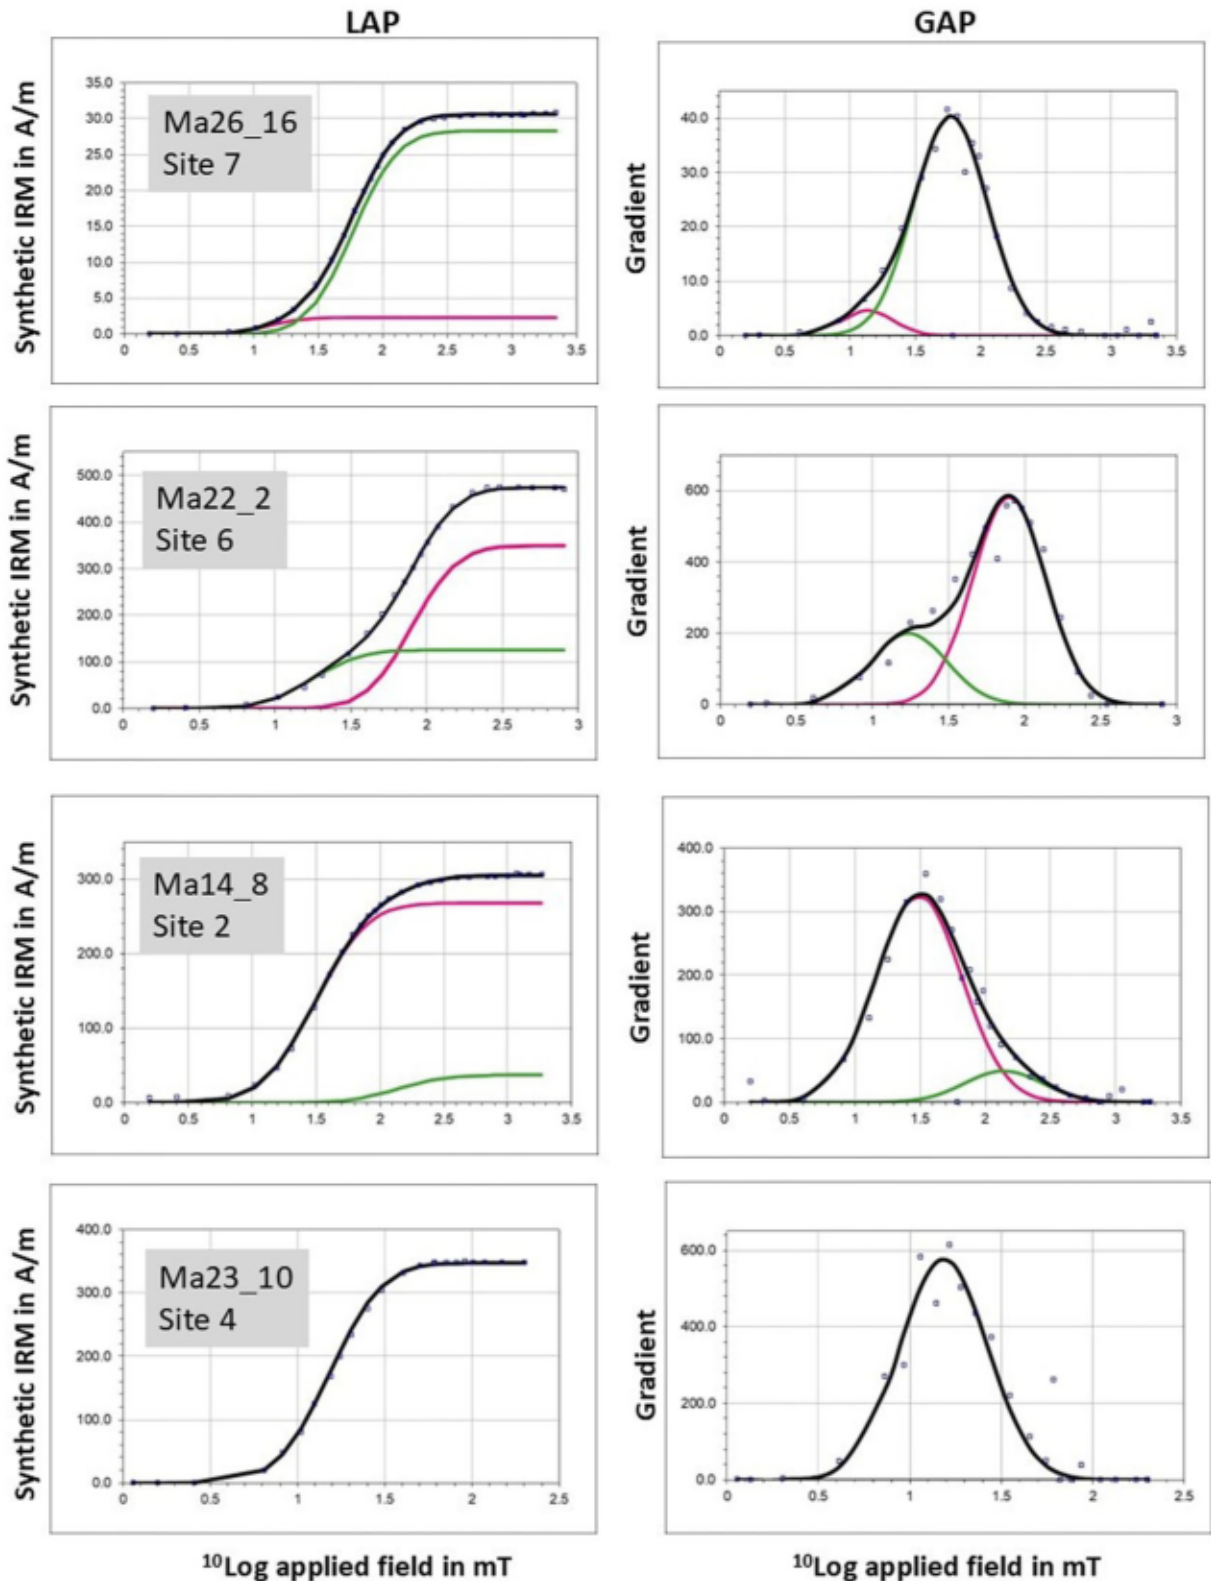 LAP
GAP
Synthetic IRM in A/m
35.0
30.0
25.0
20.0
15.0
10.0
5.0
0.0
Ma26_16
Site 7
0 0.5 1 1.5 2 2.5 3 3.5
Gradient
40.0
30.0
20.0
10.0
0.0
0 0.5 1 1.5 2 2.5 3 3.5
Synthetic IRM in A/m
500.0
400.0
300.0
200.0
100.0
0.0
Ma22_2
Site 6
0 0.5 1 1.5 2 2.5 3
Gradient
600
400
200
0
0 0.5 1 1.5 2 2.5 3
Synthetic IRM in A/m
300.0
200.0
100.0
0.0
Ma14_8
Site 2
0 0.5 1 1.5 2 2.5 3 3.5
Gradient
400.0
300.0
200.0
100.0
0.0
0 0.5 1 1.5 2 2.5 3 3.5
Synthetic IRM in A/m
400.0
300.0
200.0
100.0
0.0
Ma23_10
Site 4
0 0.5 1 1.5 2 2.5
Gradient
600.0
400.0
200.0
0.0
0 0.5 1 1.5 2 2.5
¹⁰Log applied field in mT
¹⁰Log applied field in mT